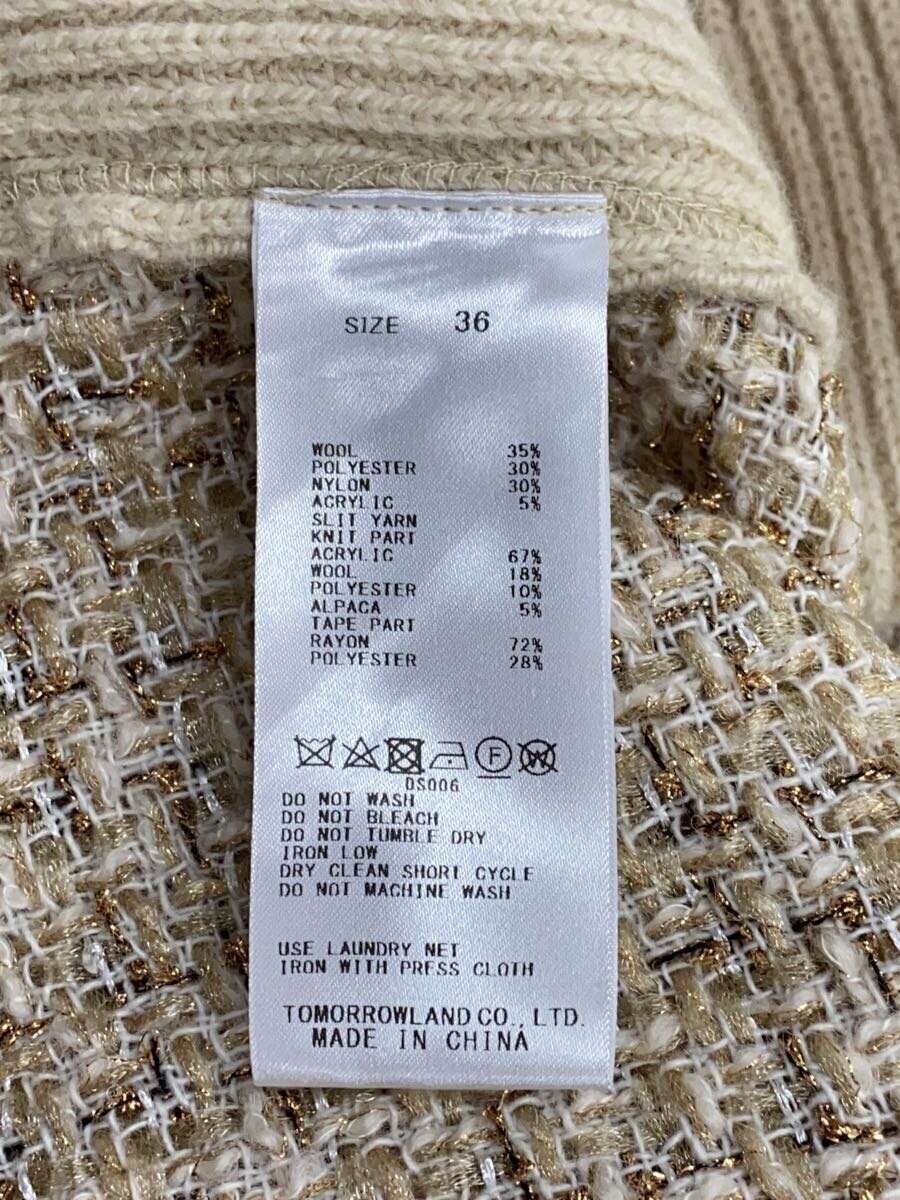 SIZE 36
WOOL 35%
POLYESTER 30%
NYLON 30%
ACRYLIC 5%
SLIT YARN
KNIT PART
ACRYLIC 67%
WOOL 18%
POLYESTER 10%
ALPACA 5%
TAPE PART
RAYON 72%
POLYESTER 28%
F W
DS006
DO NOT WASH
DO NOT BLEACH
DO NOT TUMBLE DRY
IRON LOW
DRY CLEAN SHORT CYCLE
DO NOT MACHINE WASH
USE LAUNDRY NET
IRON WITH PRESS CLOTH
TOMORROWLAND CO., LTD.
MADE IN CHINA